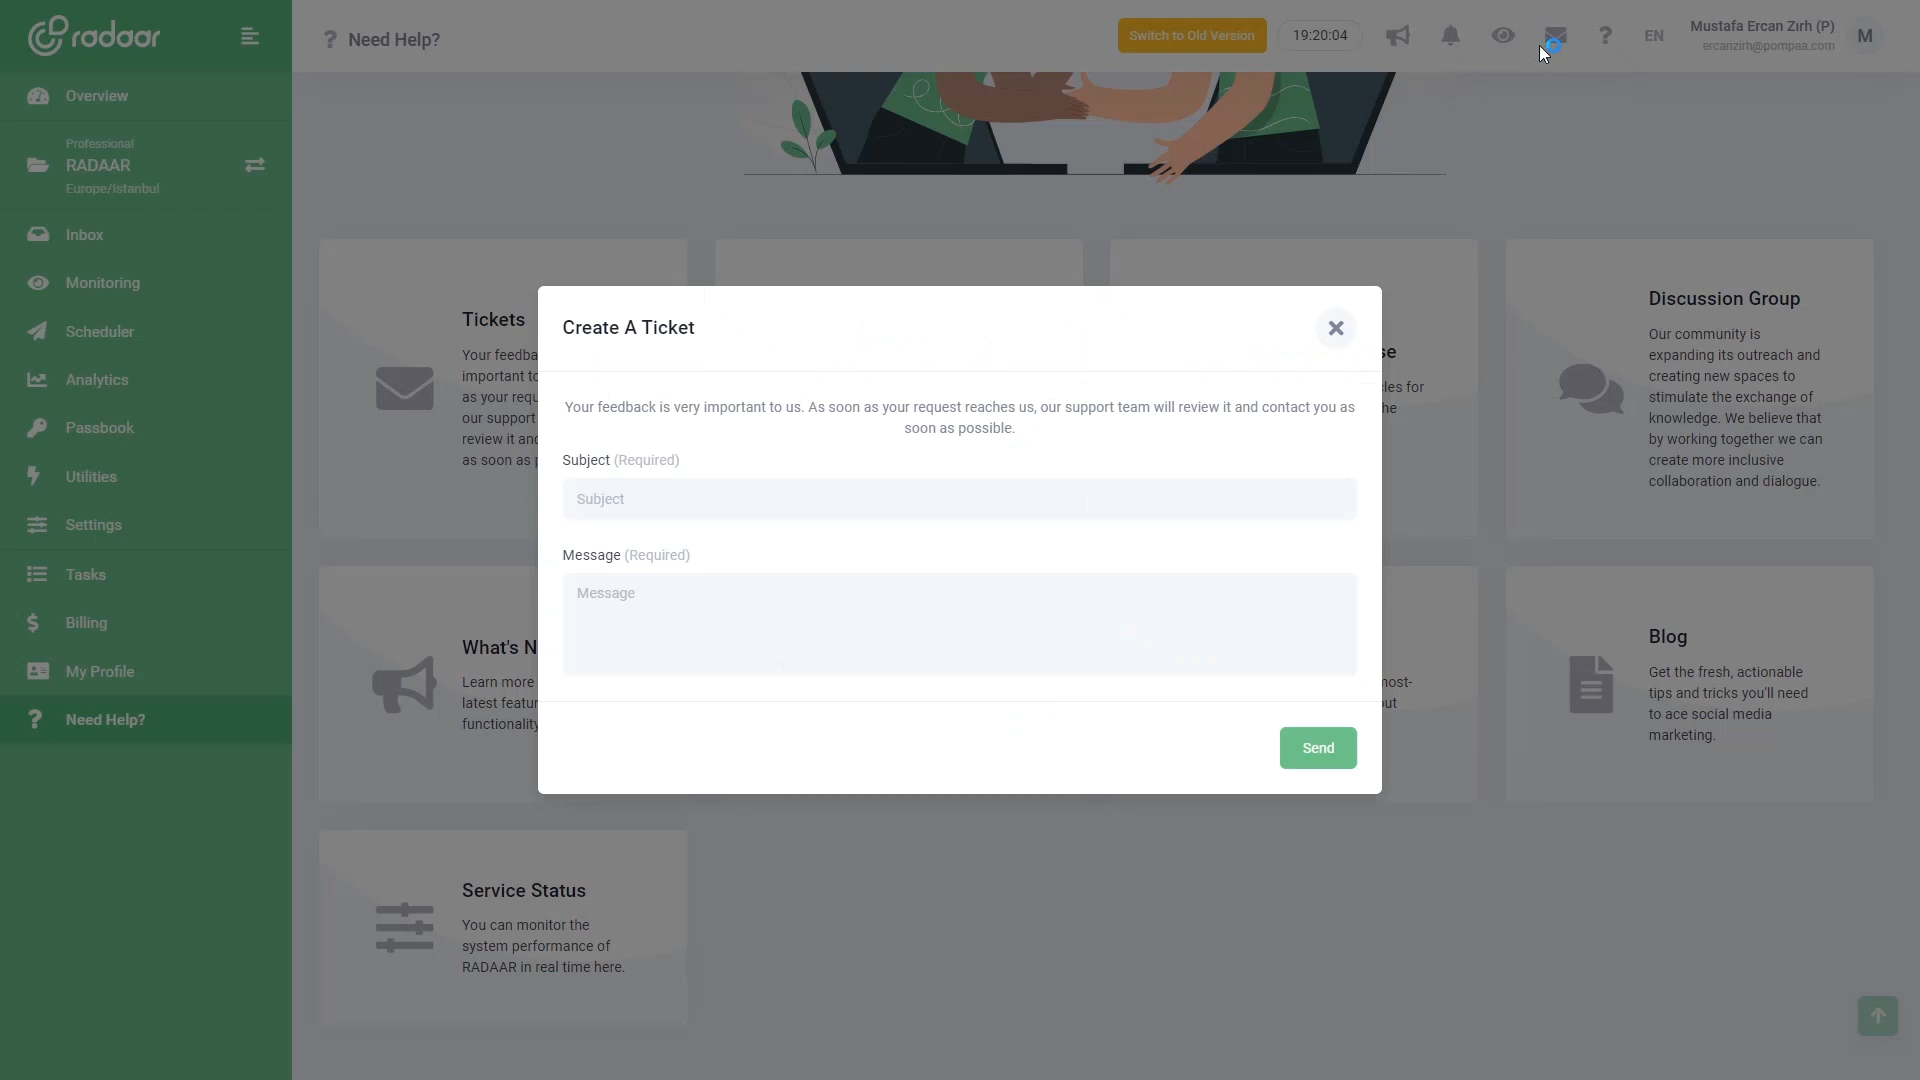 radaar
? Need Help?
Switch to Old Version
19:20:04
?
EN
Mustafa Ercan Zırh (P)
ercanzirh@pompaa.com
M
Overview
Professional
RADAAR
Europe/Istanbul
Inbox
Monitoring
Scheduler
Analytics
Passbook
Utilities
Settings
Tasks
$ Billing
My Profile
? Need Help?
Tickets
Your feedba
important to
as your requ
our support
review it and
as soon as p
se
cles for
he
Discussion Group
Our community is
expanding its outreach and
creating new spaces to
stimulate the exchange of
knowledge. We believe that
by working together we can
create more inclusive
collaboration and dialogue.
Create A Ticket
Your feedback is very important to us. As soon as your request reaches us, our support team will review it and contact you as
soon as possible.
Subject (Required)
Subject
Message (Required)
Message
Send
What's N
Learn more
latest featur
functionality
most-
out
Blog
Get the fresh, actionable
tips and tricks you'll need
to ace social media
marketing.
Service Status
You can monitor the
system performance of
RADAAR in real time here.